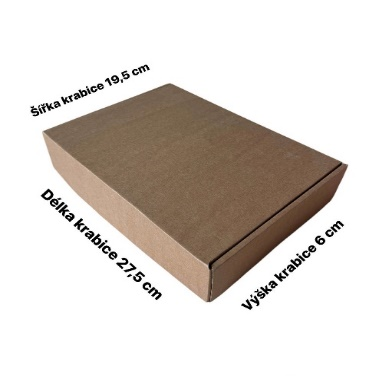 Šířka krabice 19,5 cm
Délka krabice 27,5 cm
Výška krabice 6 cm